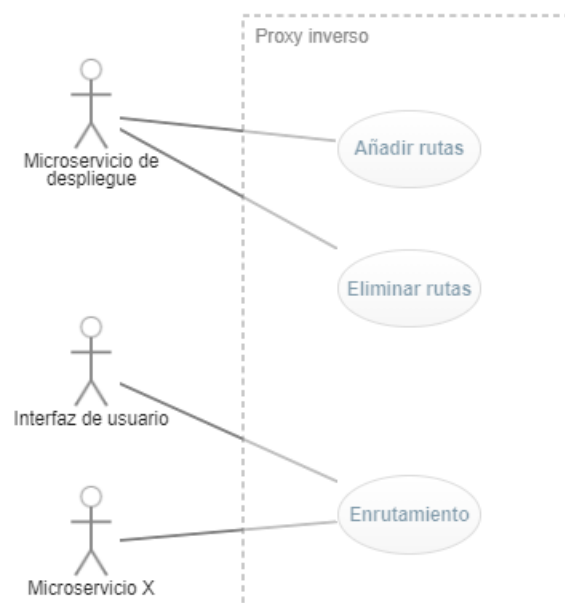 Proxy inverso
Añadir rutas
Microservicio de
despliegue
Eliminar rutas
Interfaz de usuario
Enrutamiento
Microservicio X